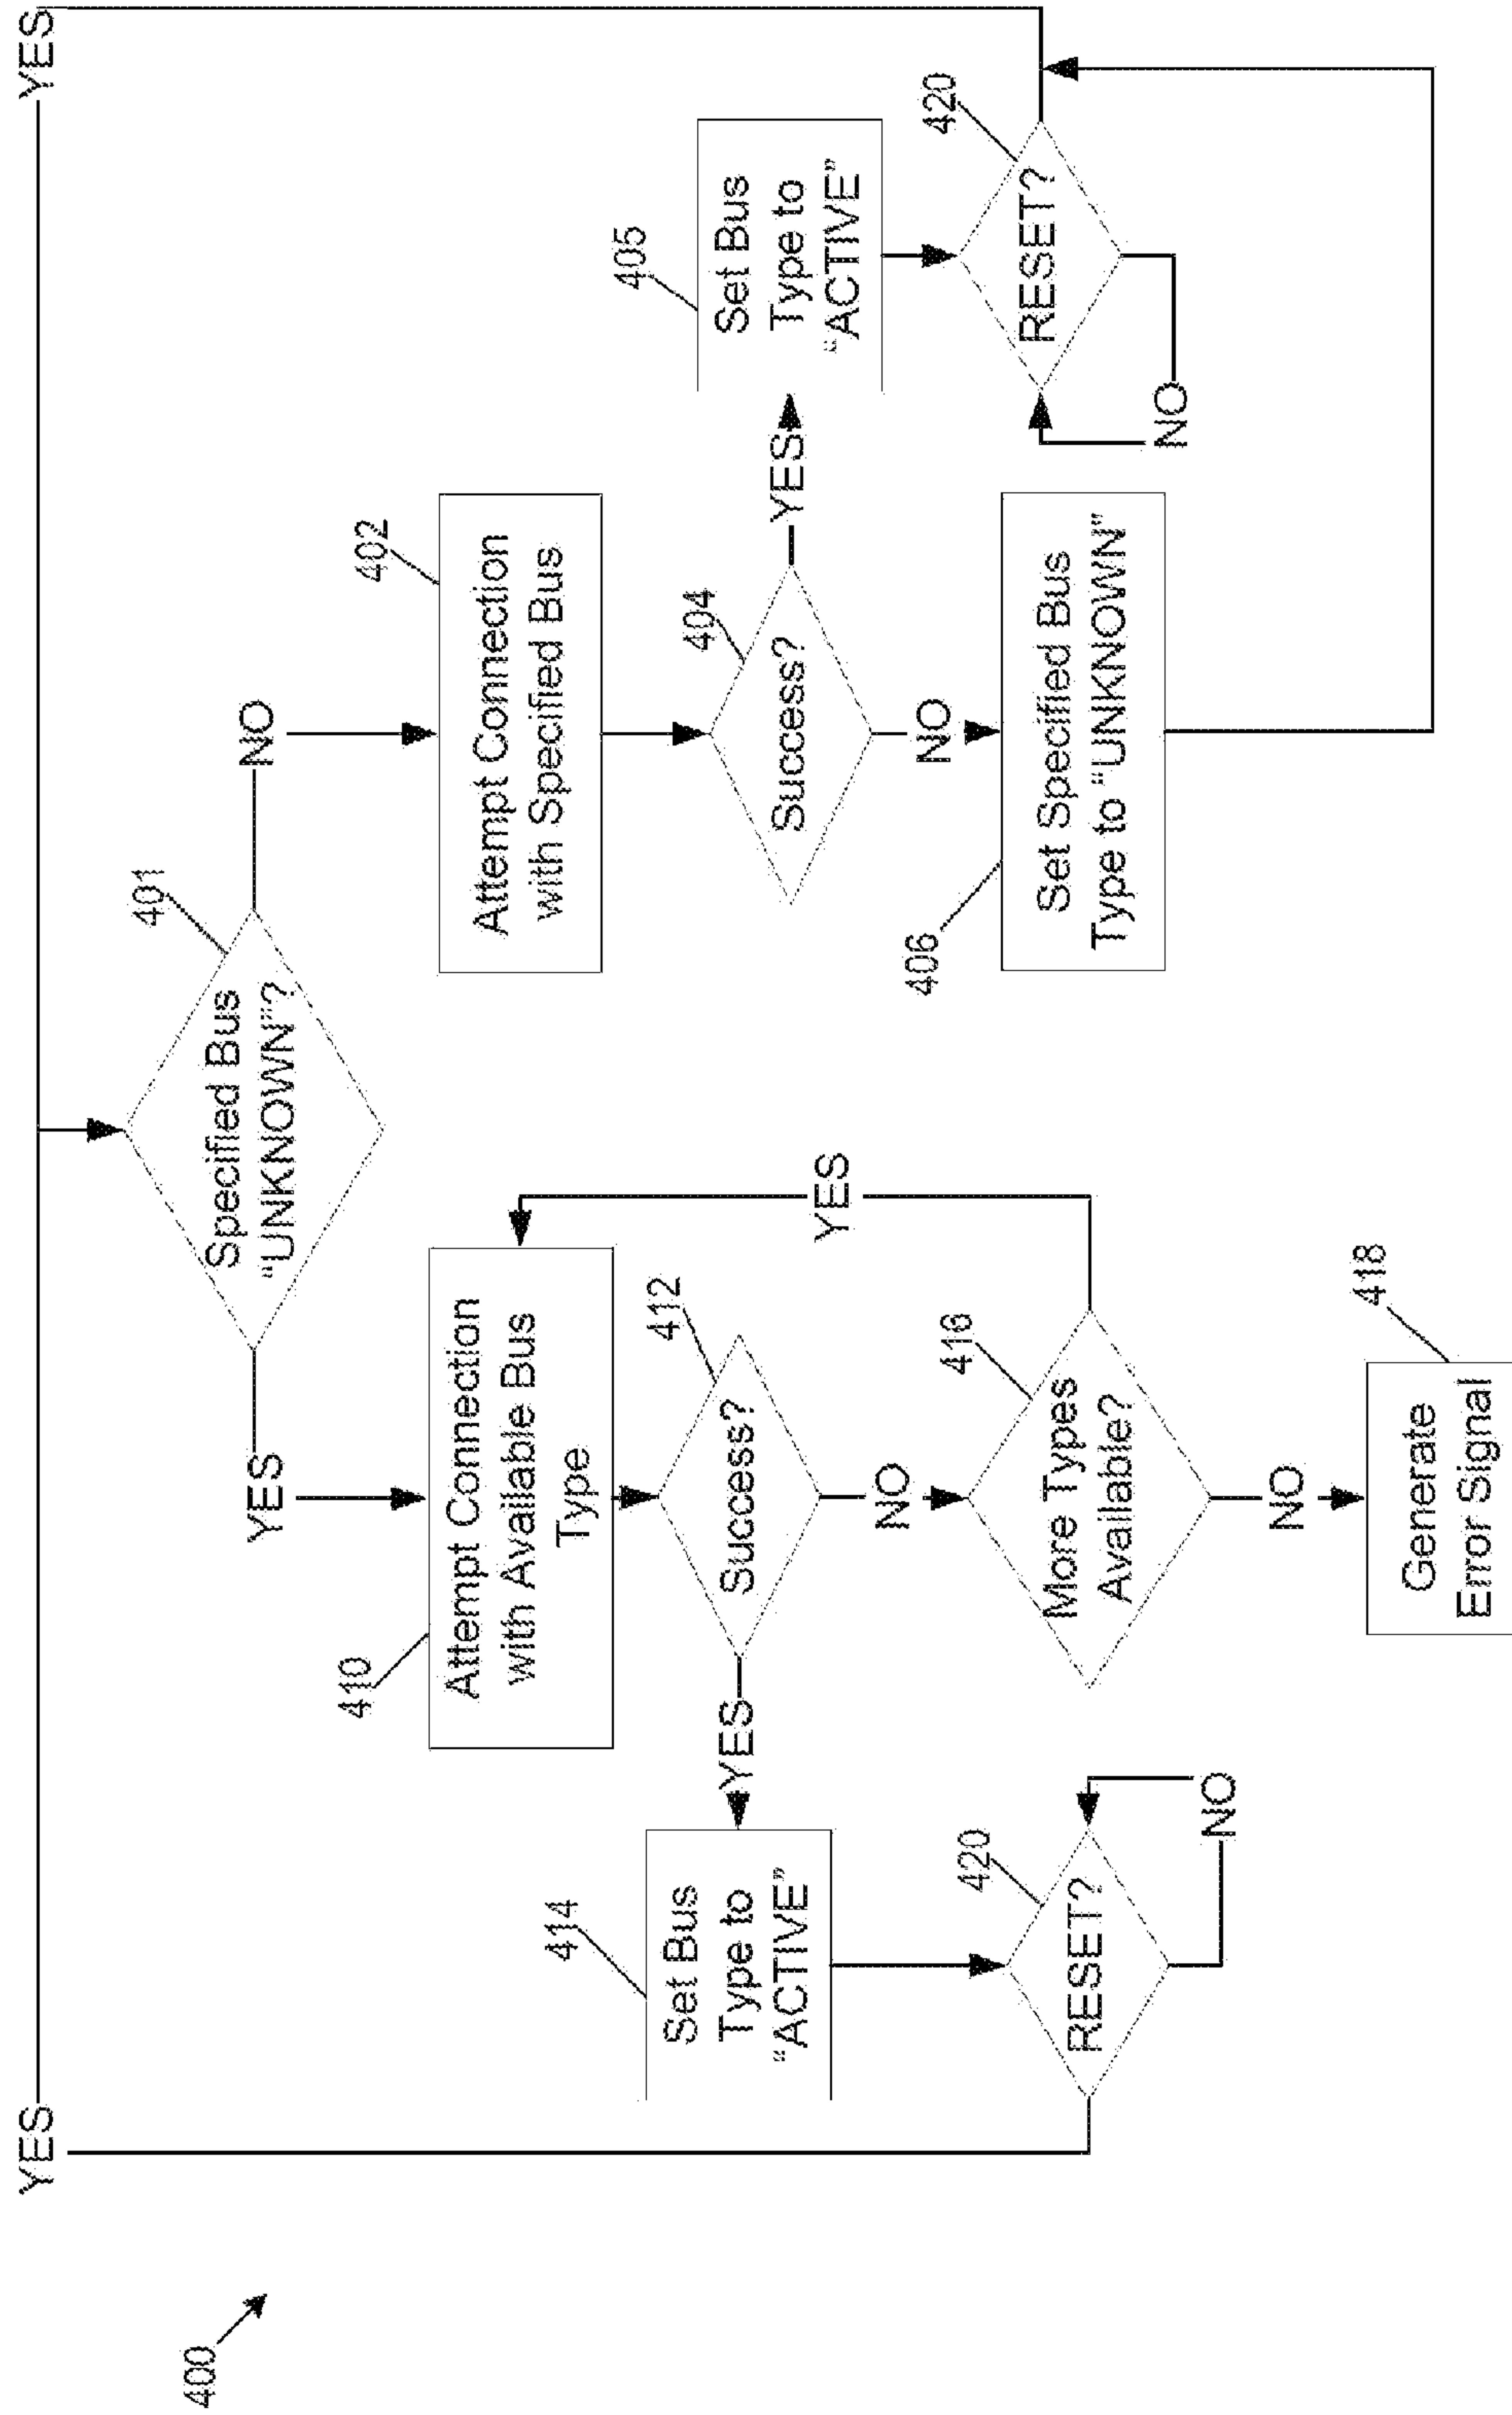 400
YES
YES
401
Specified Bus
“UNKNOWN”?
YES
NO
410
Attempt Connection
with Available Bus
Type
402
Attempt Connection
with Specified Bus
412
Success?
YES
NO
404
Success?
YES
NO
414
Set Bus
Type to
“ACTIVE”
405
Set Bus
Type to
“ACTIVE”
420
RESET?
NO
416
More Types
Available?
YES
NO
406
Set Specified Bus
Type to “UNKNOWN”
420
RESET?
NO
418
Generate
Error Signal